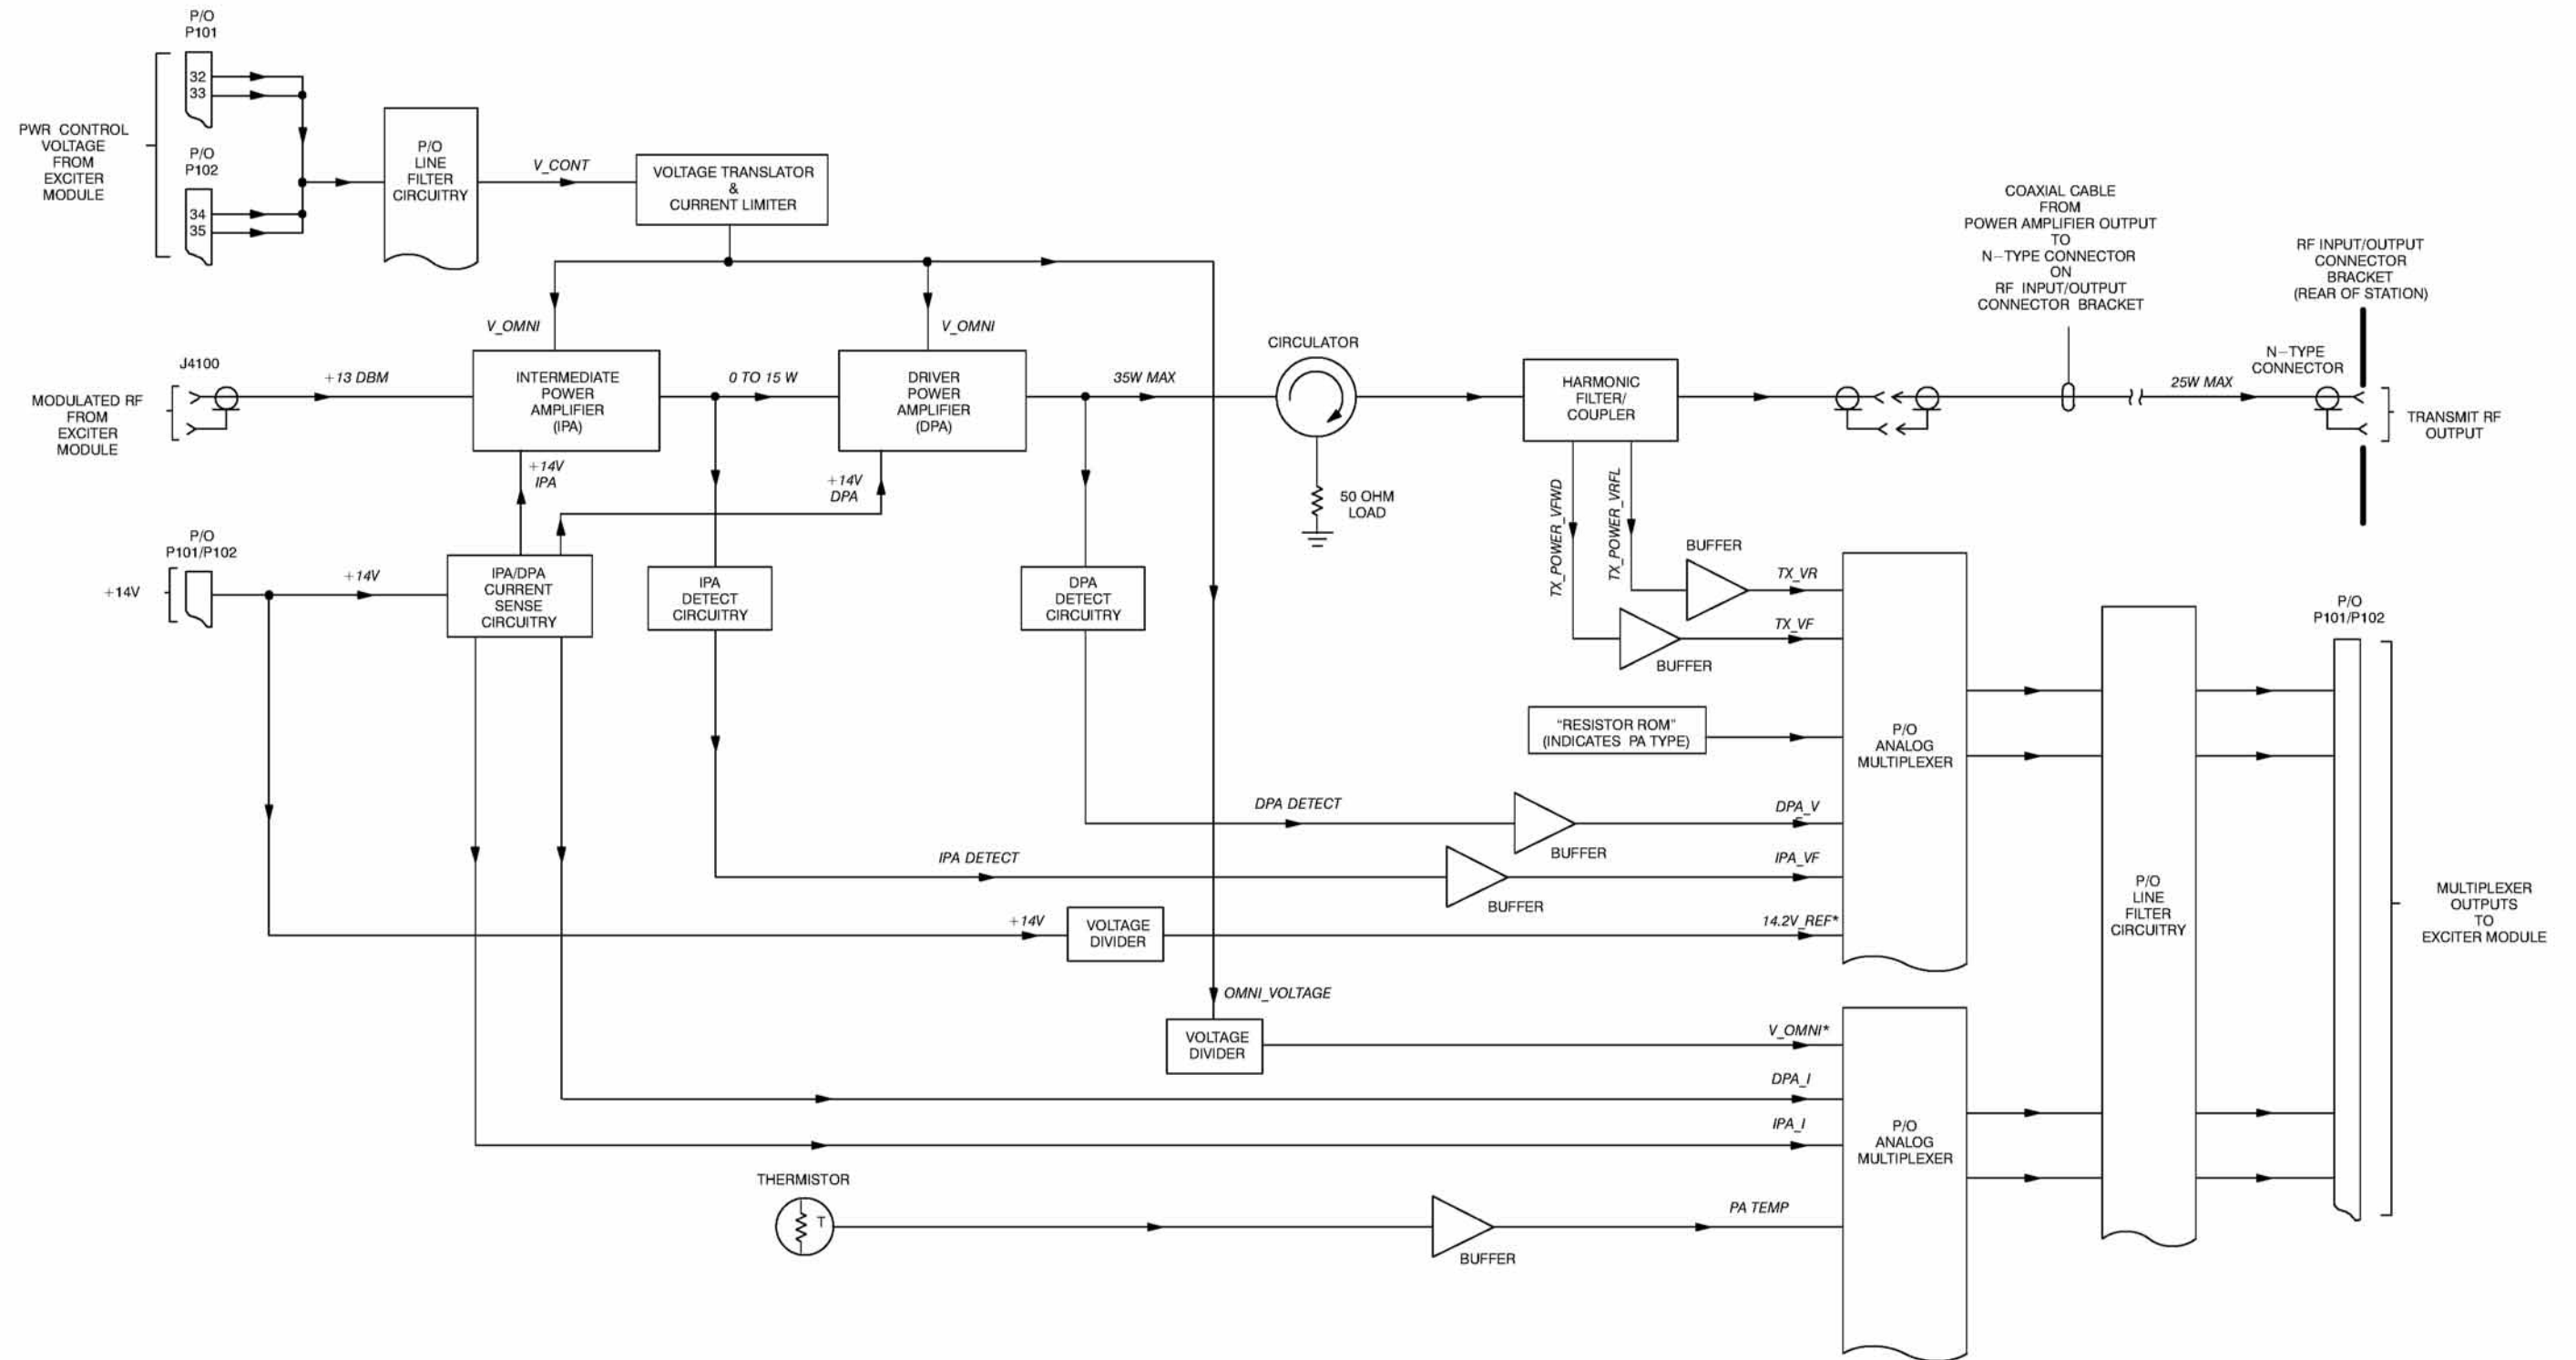 P/O
P101
32
33
PWR CONTROL
VOLTAGE
FROM
EXCITER
MODULE
P/O
P102
34
35
P/O
LINE
FILTER
CIRCUITRY
V_CONT
VOLTAGE TRANSLATOR
&
CURRENT LIMITER
V_OMNI
V_OMNI
COAXIAL CABLE
FROM
POWER AMPLIFIER OUTPUT
TO
N-TYPE CONNECTOR
ON
RF INPUT/OUTPUT
CONNECTOR BRACKET
RF INPUT/OUTPUT
CONNECTOR
BRACKET
(REAR OF STATION)
J4100
MODULATED RF
FROM
EXCITER
MODULE
+13 DBM
INTERMEDIATE
POWER
AMPLIFIER
(IPA)
0 TO 15 W
DRIVER
POWER
AMPLIFIER
(DPA)
35W MAX
CIRCULATOR
50 OHM
LOAD
HARMONIC
FILTER/
COUPLER
25W MAX
N-TYPE
CONNECTOR
TRANSMIT RF
OUTPUT
+14V
IPA
+14V
DPA
TX_POWER_VFWD
TX_POWER_VRFL
P/O
P101/P102
+14V
+14V
IPA/DPA
CURRENT
SENSE
CIRCUITRY
IPA
DETECT
CIRCUITRY
DPA
DETECT
CIRCUITRY
BUFFER
TX_VR
TX_VF
BUFFER
"RESISTOR ROM"
(INDICATES PA TYPE)
P/O
ANALOG
MULTIPLEXER
P/O
P101/P102
DPA DETECT
DPA_V
BUFFER
IPA DETECT
IPA_VF
BUFFER
+14V
VOLTAGE
DIVIDER
14.2V_REF*
P/O
LINE
FILTER
CIRCUITRY
MULTIPLEXER
OUTPUTS
TO
EXCITER MODULE
OMNI_VOLTAGE
VOLTAGE
DIVIDER
V_OMNI*
DPA_I
IPA_I
P/O
ANALOG
MULTIPLEXER
THERMISTOR
T
PA TEMP
BUFFER